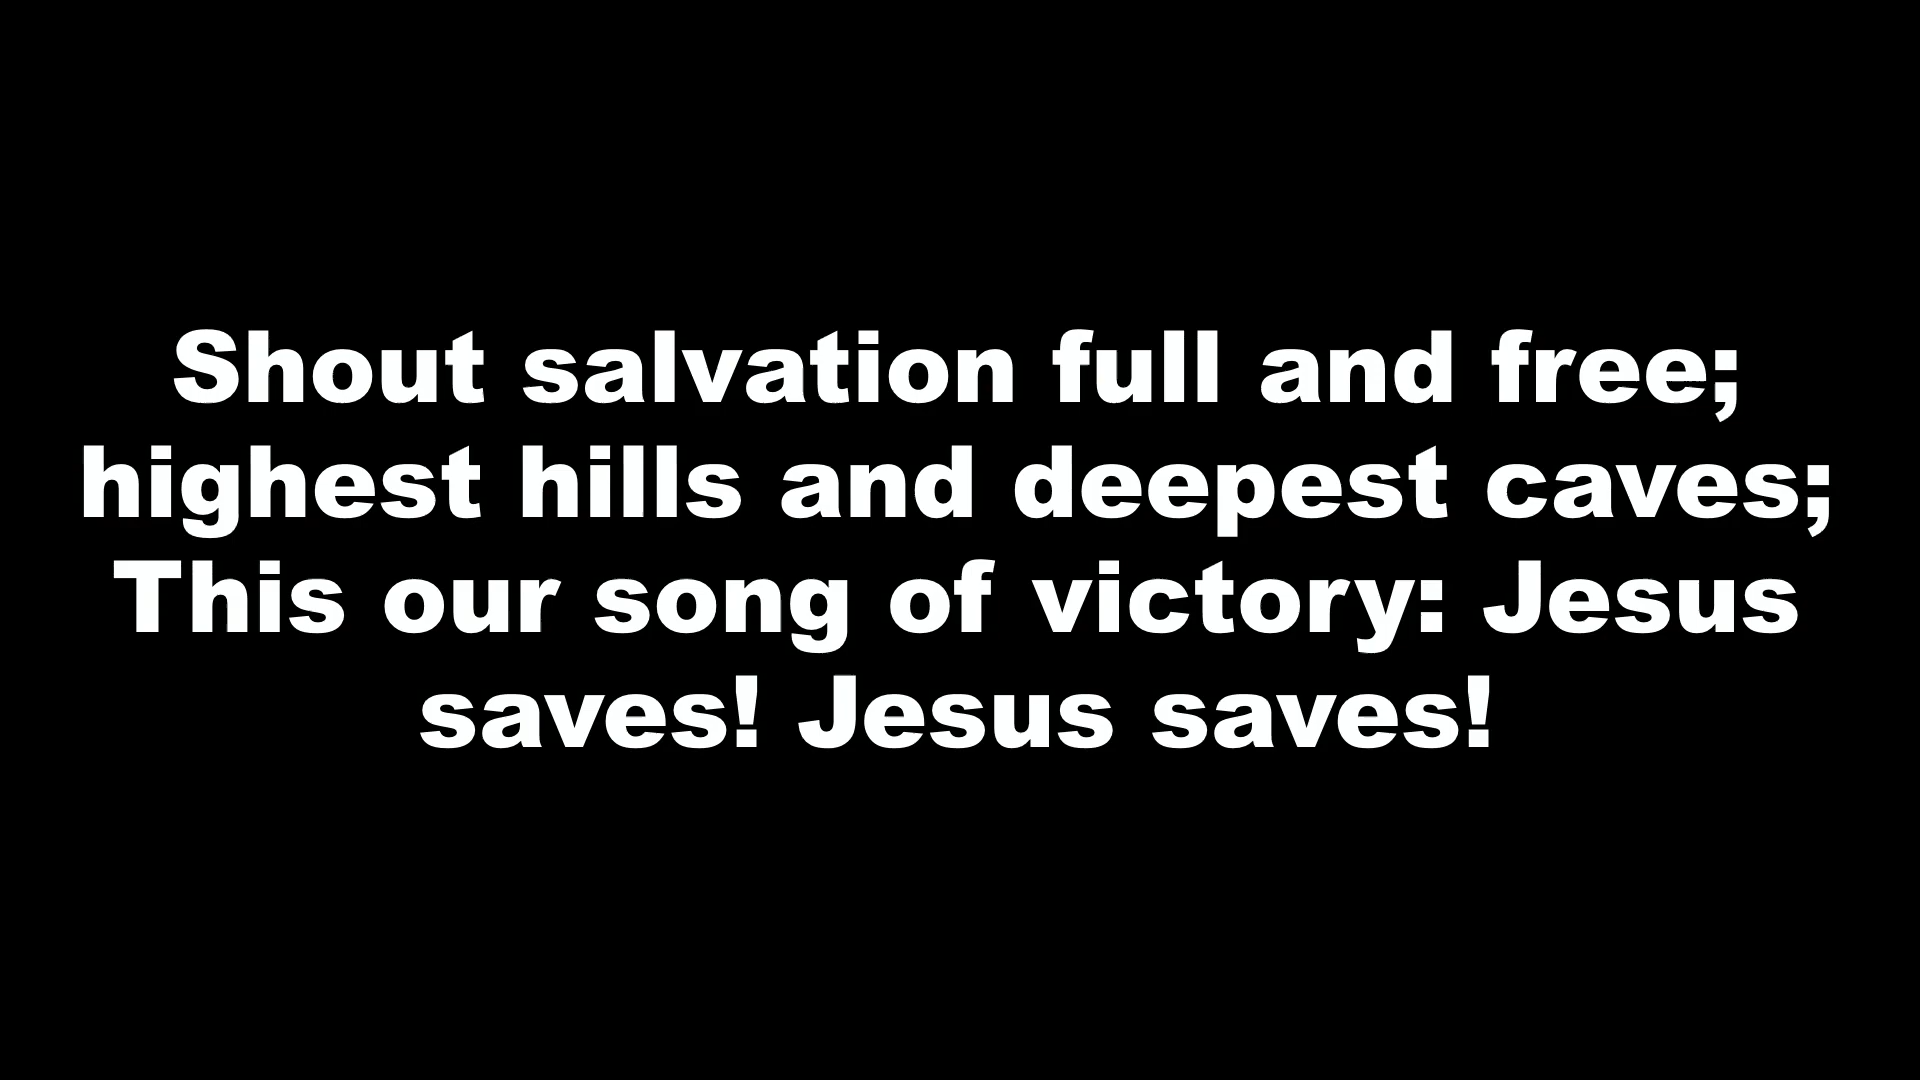 Shout salvation full and free;
highest hills and deepest caves;
This our song of victory: Jesus
saves! Jesus saves!